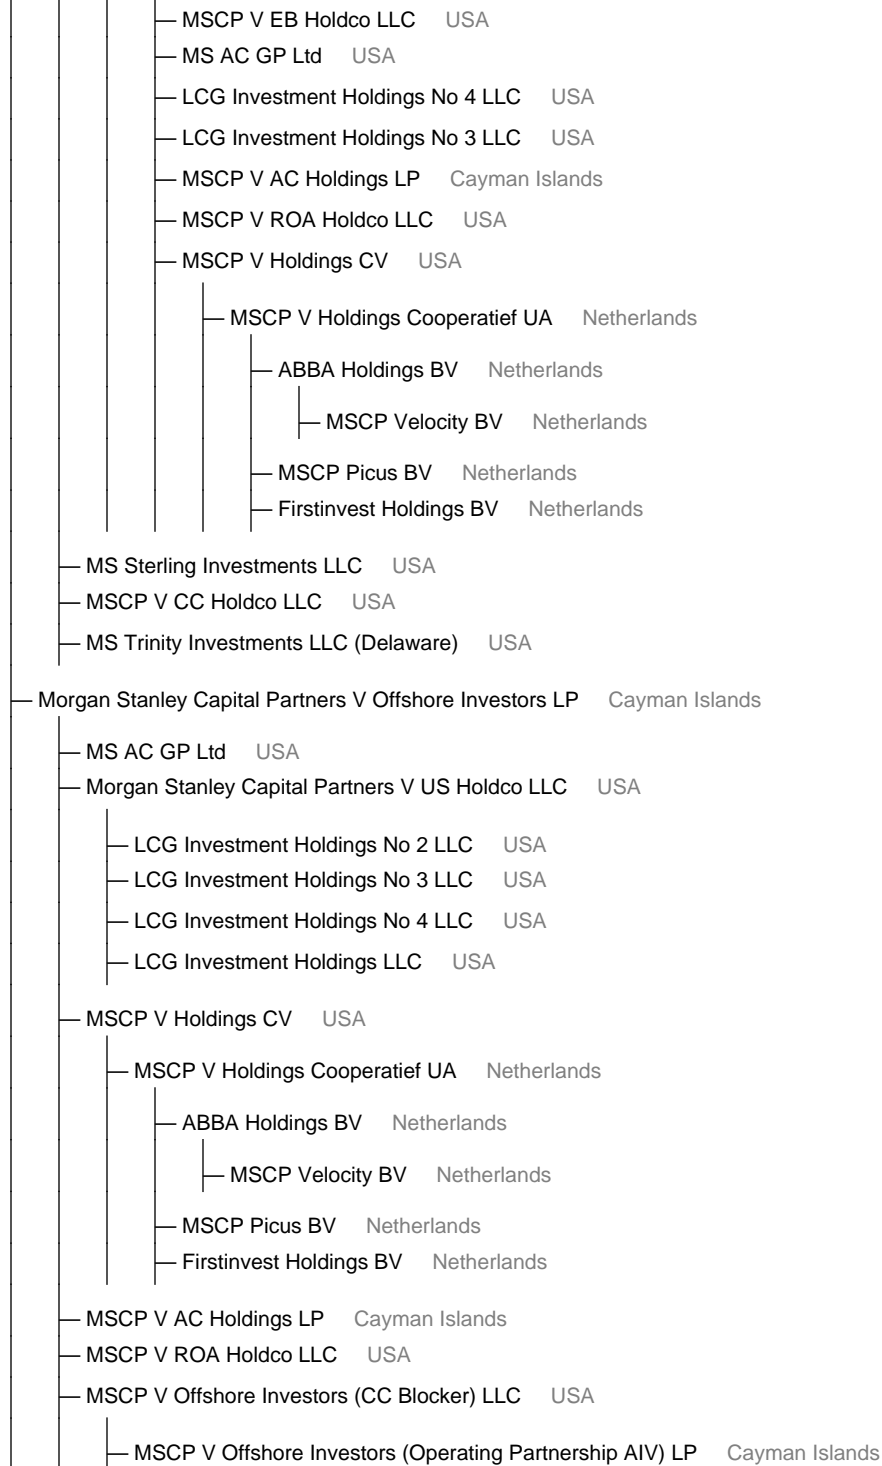 MSCP V EB Holdco LLC USA
MS AC GP Ltd USA
LCG Investment Holdings No 4 LLC USA
LCG Investment Holdings No 3 LLC USA
MSCP V AC Holdings LP Cayman Islands
MSCP V ROA Holdco LLC USA
MSCP V Holdings CV USA
MSCP V Holdings Cooperatief UA Netherlands
ABBA Holdings BV Netherlands
MSCP Velocity BV Netherlands
MSCP Picus BV Netherlands
Firstinvest Holdings BV Netherlands
MS Sterling Investments LLC USA
MSCP V CC Holdco LLC USA
MS Trinity Investments LLC (Delaware) USA
Morgan Stanley Capital Partners V Offshore Investors LP Cayman Islands
MS AC GP Ltd USA
Morgan Stanley Capital Partners V US Holdco LLC USA
LCG Investment Holdings No 2 LLC USA
LCG Investment Holdings No 3 LLC USA
LCG Investment Holdings No 4 LLC USA
LCG Investment Holdings LLC USA
MSCP V Holdings CV USA
MSCP V Holdings Cooperatief UA Netherlands
ABBA Holdings BV Netherlands
MSCP Velocity BV Netherlands
MSCP Picus BV Netherlands
Firstinvest Holdings BV Netherlands
MSCP V AC Holdings LP Cayman Islands
MSCP V ROA Holdco LLC USA
MSCP V Offshore Investors (CC Blocker) LLC USA
MSCP V Offshore Investors (Operating Partnership AIV) LP Cayman Islands